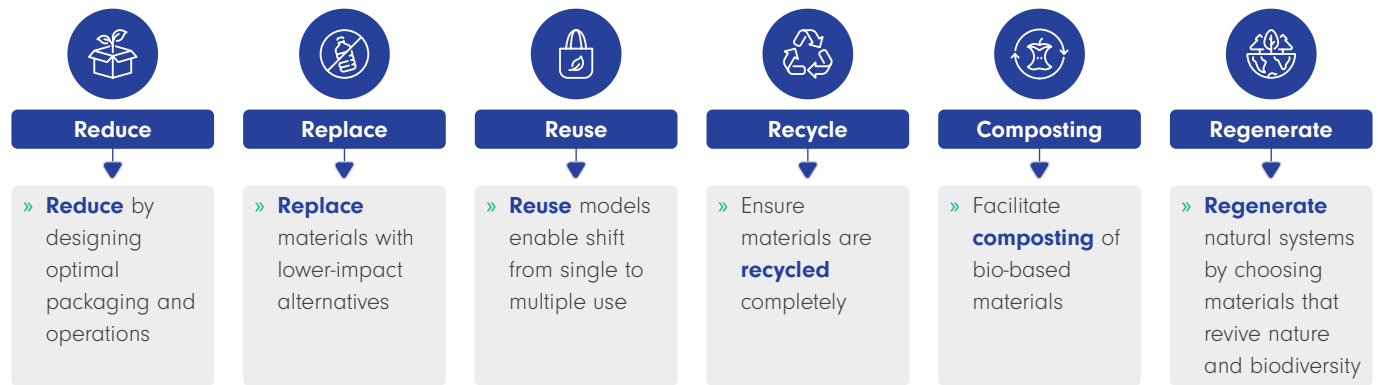 Reduce
Replace
Reuse
Recycle
Composting
Regenerate
» Reduce by
designing
optimal
packaging and
operations
» Replace
materials with
lower-impact
alternatives
» Reuse models
enable shift
from single to
multiple use
» Ensure
materials are
recycled
completely
» Facilitate
composting of
bio-based
materials
» Regenerate
natural systems
by choosing
materials that
revive nature
and biodiversity